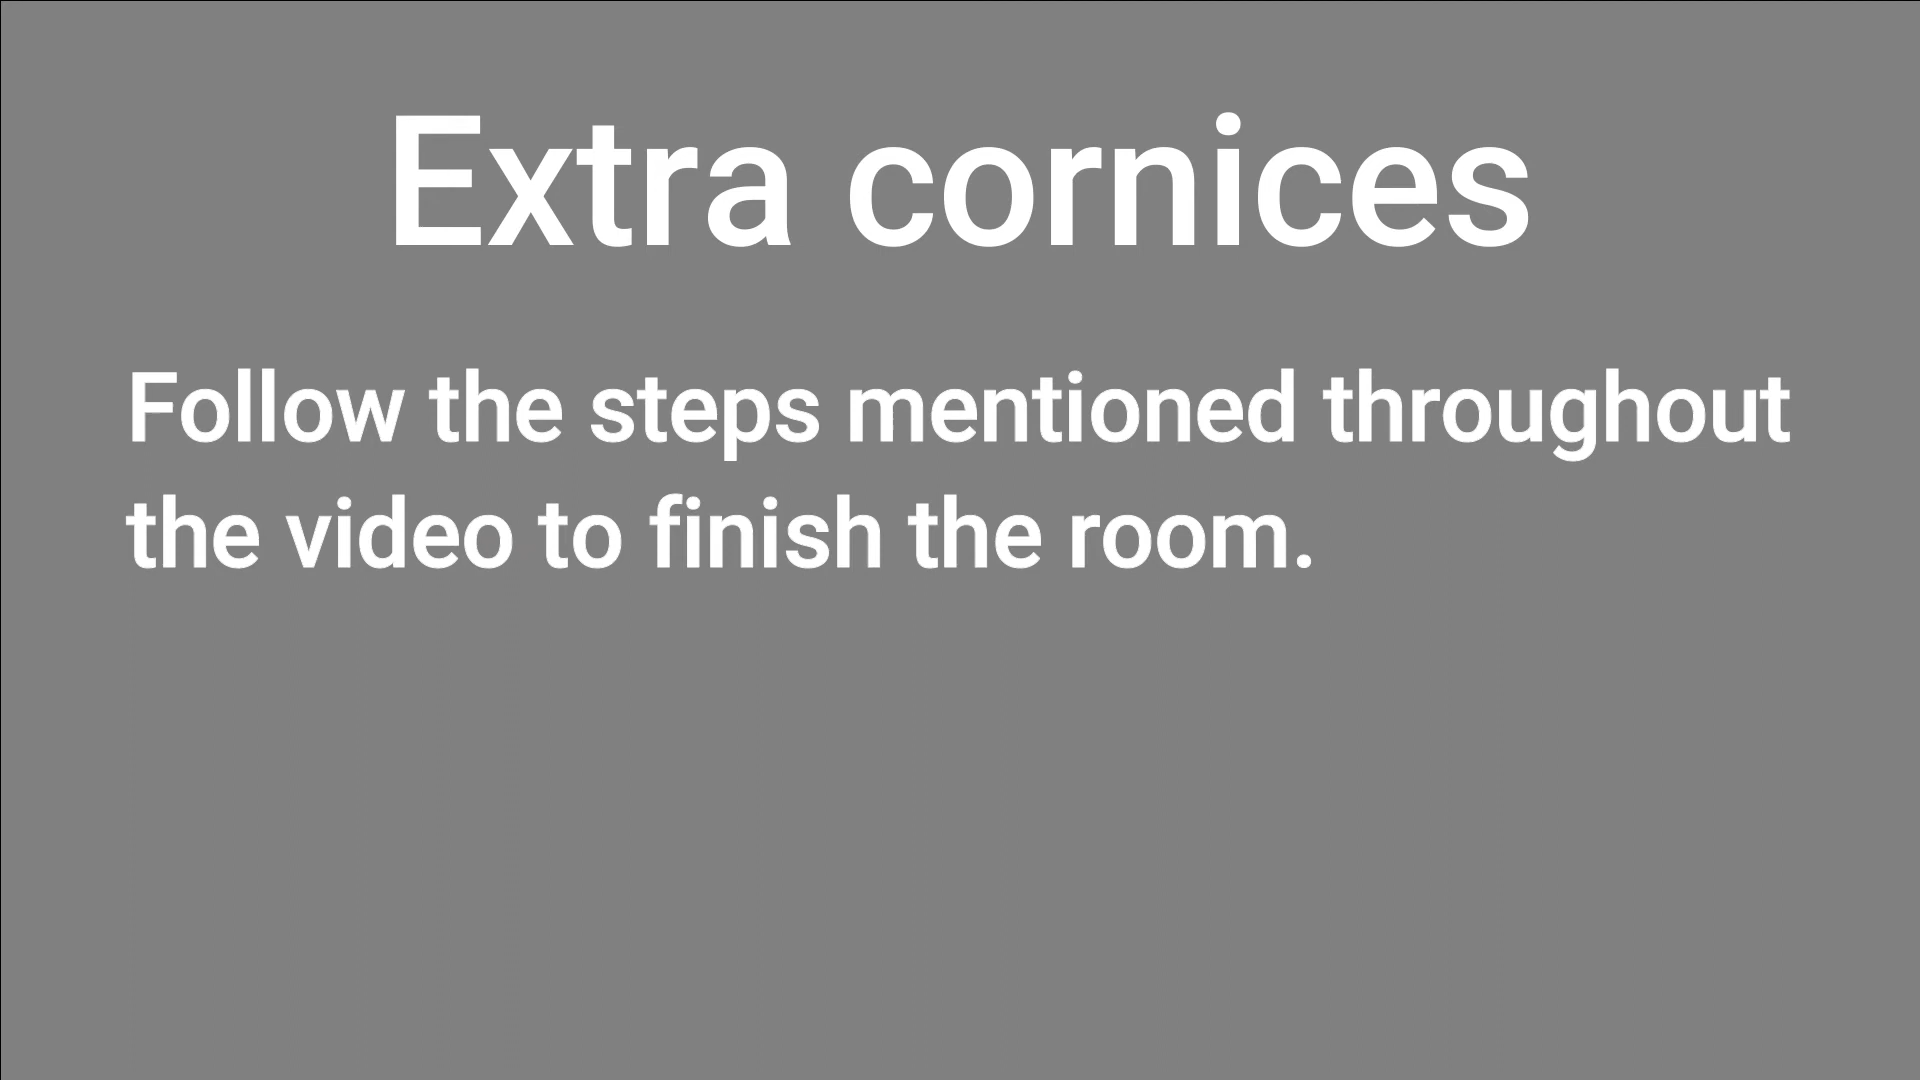 Extra cornices
Follow the steps mentioned throughout
the video to finish the room.